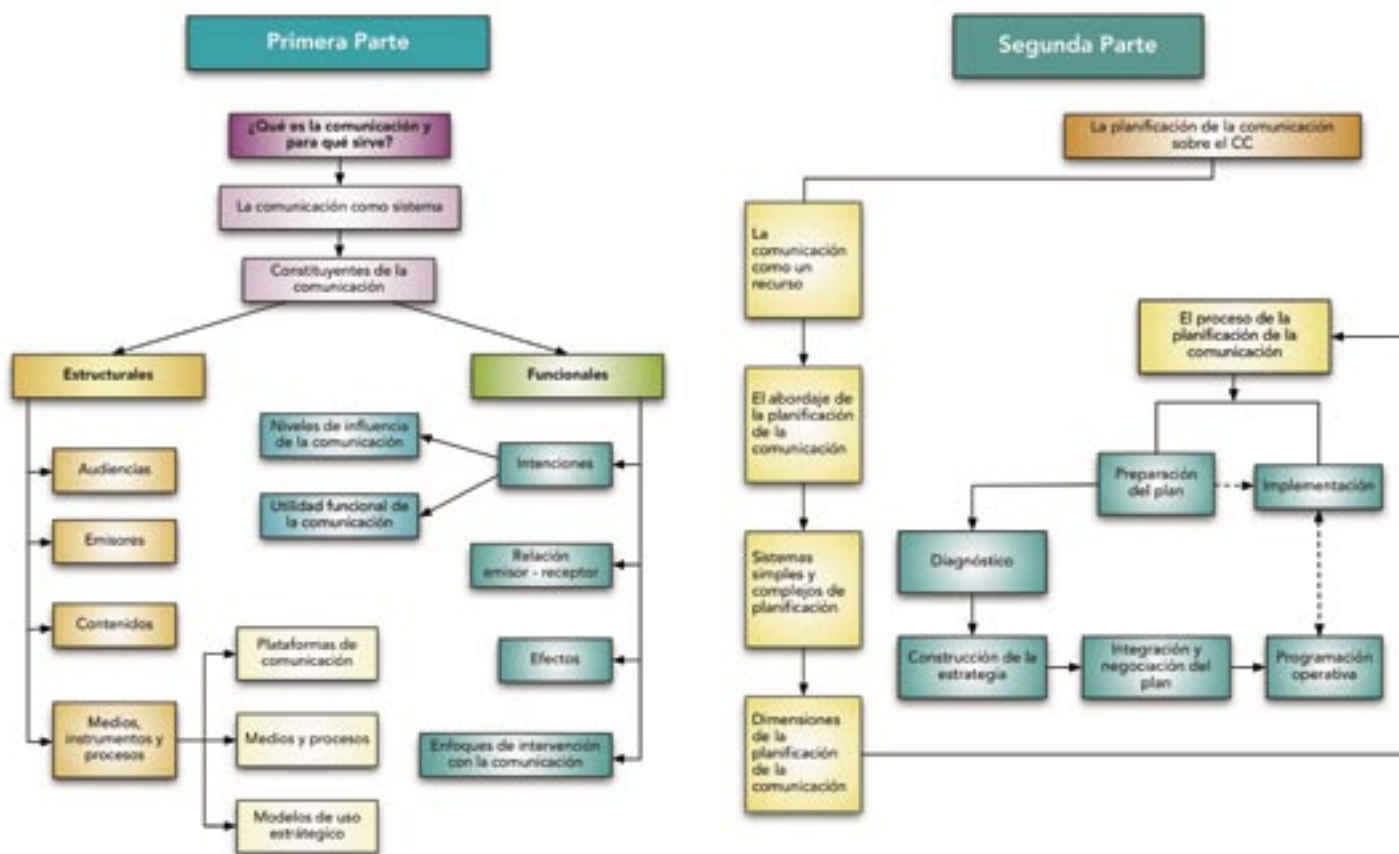 Primera Parte
¿Qué es la comunicación y
para qué sirve?
La comunicación como sistema
Constituyentes de la
comunicación
Estructurales
Audiencias
Emisores
Contenidos
Medios,
instrumentos y
procesos
Plataformas de
comunicación
Medios y procesos
Modelos de uso
estrátegico
Funcionales
Niveles de influencia
de la comunicación
Utilidad funcional de
la comunicación
Intenciones
Relación
emisor - receptor
Efectos
Enfoques de intervención
con la comunicación
Segunda Parte
La planificación de la comunicación
sobre el CC
La
comunicación
como un
recurso
El abordaje de
la planificación
de la
comunicación
Sistemas
simples y
complejos de
planificación
Dimensiones
de la
planificación
de la
comunicación
El proceso de la
planificación de la
comunicación
Preparación
del plan
Implementación
Diagnóstico
Construcción de la
estrategia
Integración y
negociación del
plan
Programación
operativa